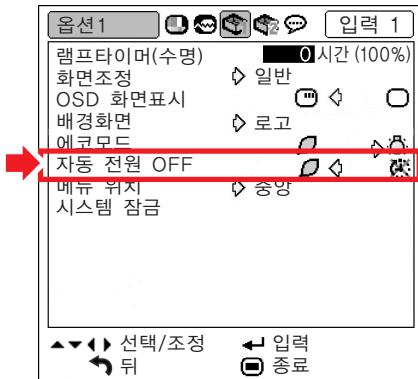 옵션1 입력 1
램프타이머(수명) 0 시간 (100%)
화면조정 일반
OSD 화면표시
배경화면 로고
에코모드
자동 전원 OFF
메뉴 위치 중앙
시스템 잠금
선택/조정 입력
뒤 종료